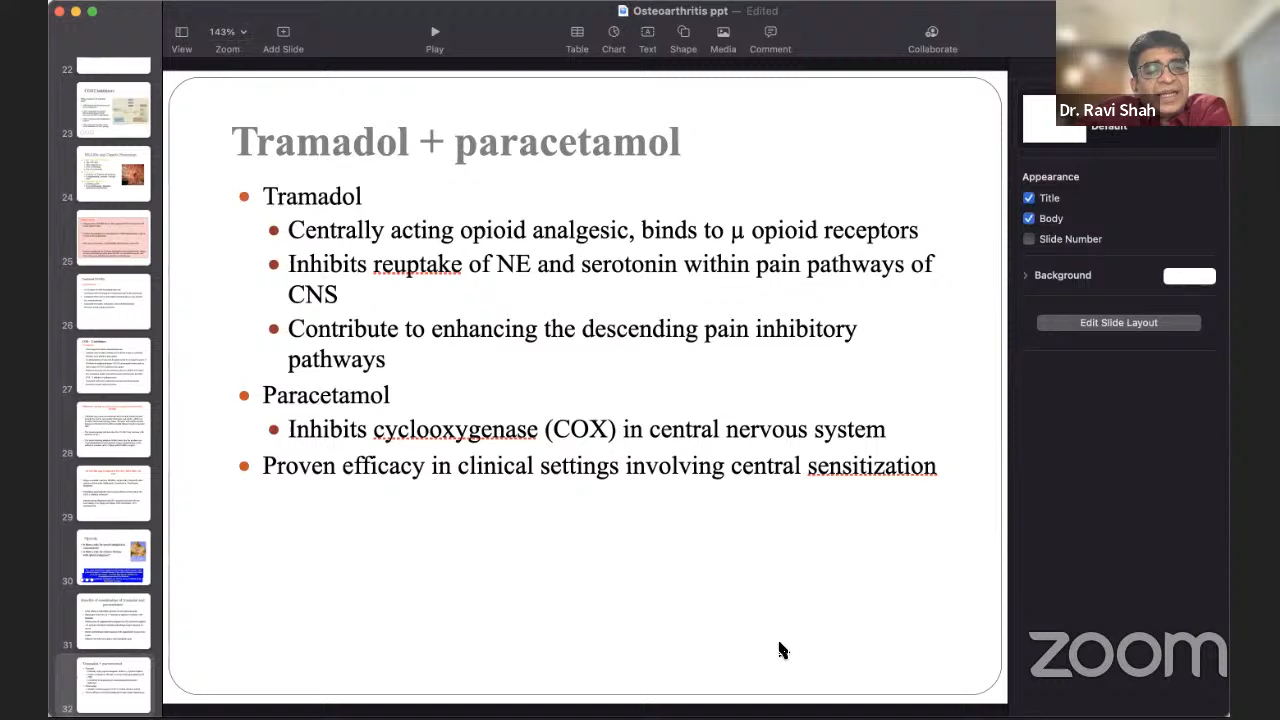 Osteoarthritis ppt — Edited
143%
View
Zoom
Add Slide
Play
Table
Chart
Text
Shape
Media
Comment
Collaborate
Dr. Ravi Shah
Default
Appearance
Title
Body
Slide Number
Background
Edit Slide Layout
22
23
24
25
26
27
28
29
30
31
32
Tramadol + paracetamol
Tramadol
Centrally acting opioid analgesic, binds to µ opioid receptors
Inhibits reuptake of NE and serotonin within pain pathways of
CNS
Contribute to enhancing the descending pain inhibitory
pathways
Paracetamol
Inhibits cyclooxygenase (COX) in central nervous system
Proven efficacy in clinical settings involving central sensitization
zoom